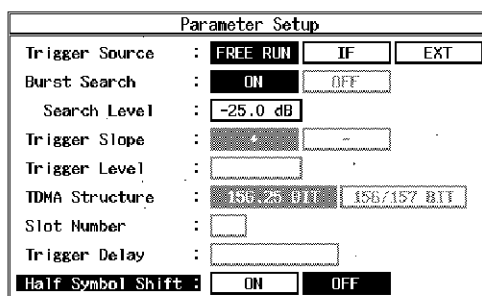 Parameter Setup
Trigger Source : FREE RUN IF EXT
Burst Search : ON OFF
Search Level : -25.0 dB
Trigger Slope : + -
Trigger Level :
TDMA Structure : 156.25 BIT 156/157 BIT
Slot Number :
Trigger Delay :
Half Symbol Shift : ON OFF